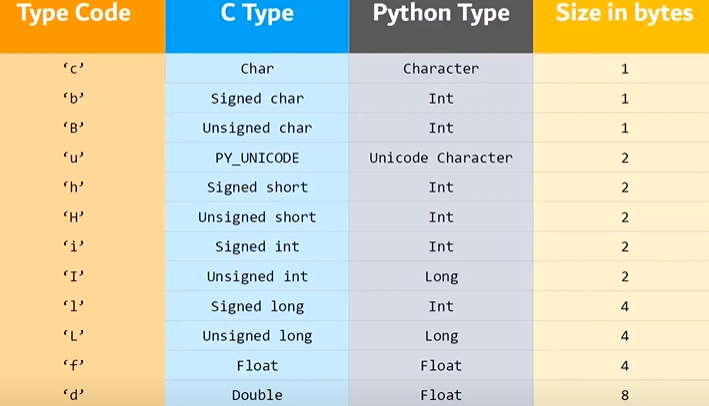 Type Code C Type Python Type Size in bytes
‘c’ Char Character 1
‘b’ Signed char Int 1
‘B’ Unsigned char Int 1
‘u’ PY_UNICODE Unicode Character 2
‘h’ Signed short Int 2
‘H’ Unsigned short Int 2
‘i’ Signed int Int 2
‘I’ Unsigned int Long 2
‘l’ Signed long Int 4
‘L’ Unsigned long Long 4
‘f’ Float Float 4
‘d’ Double Float 8